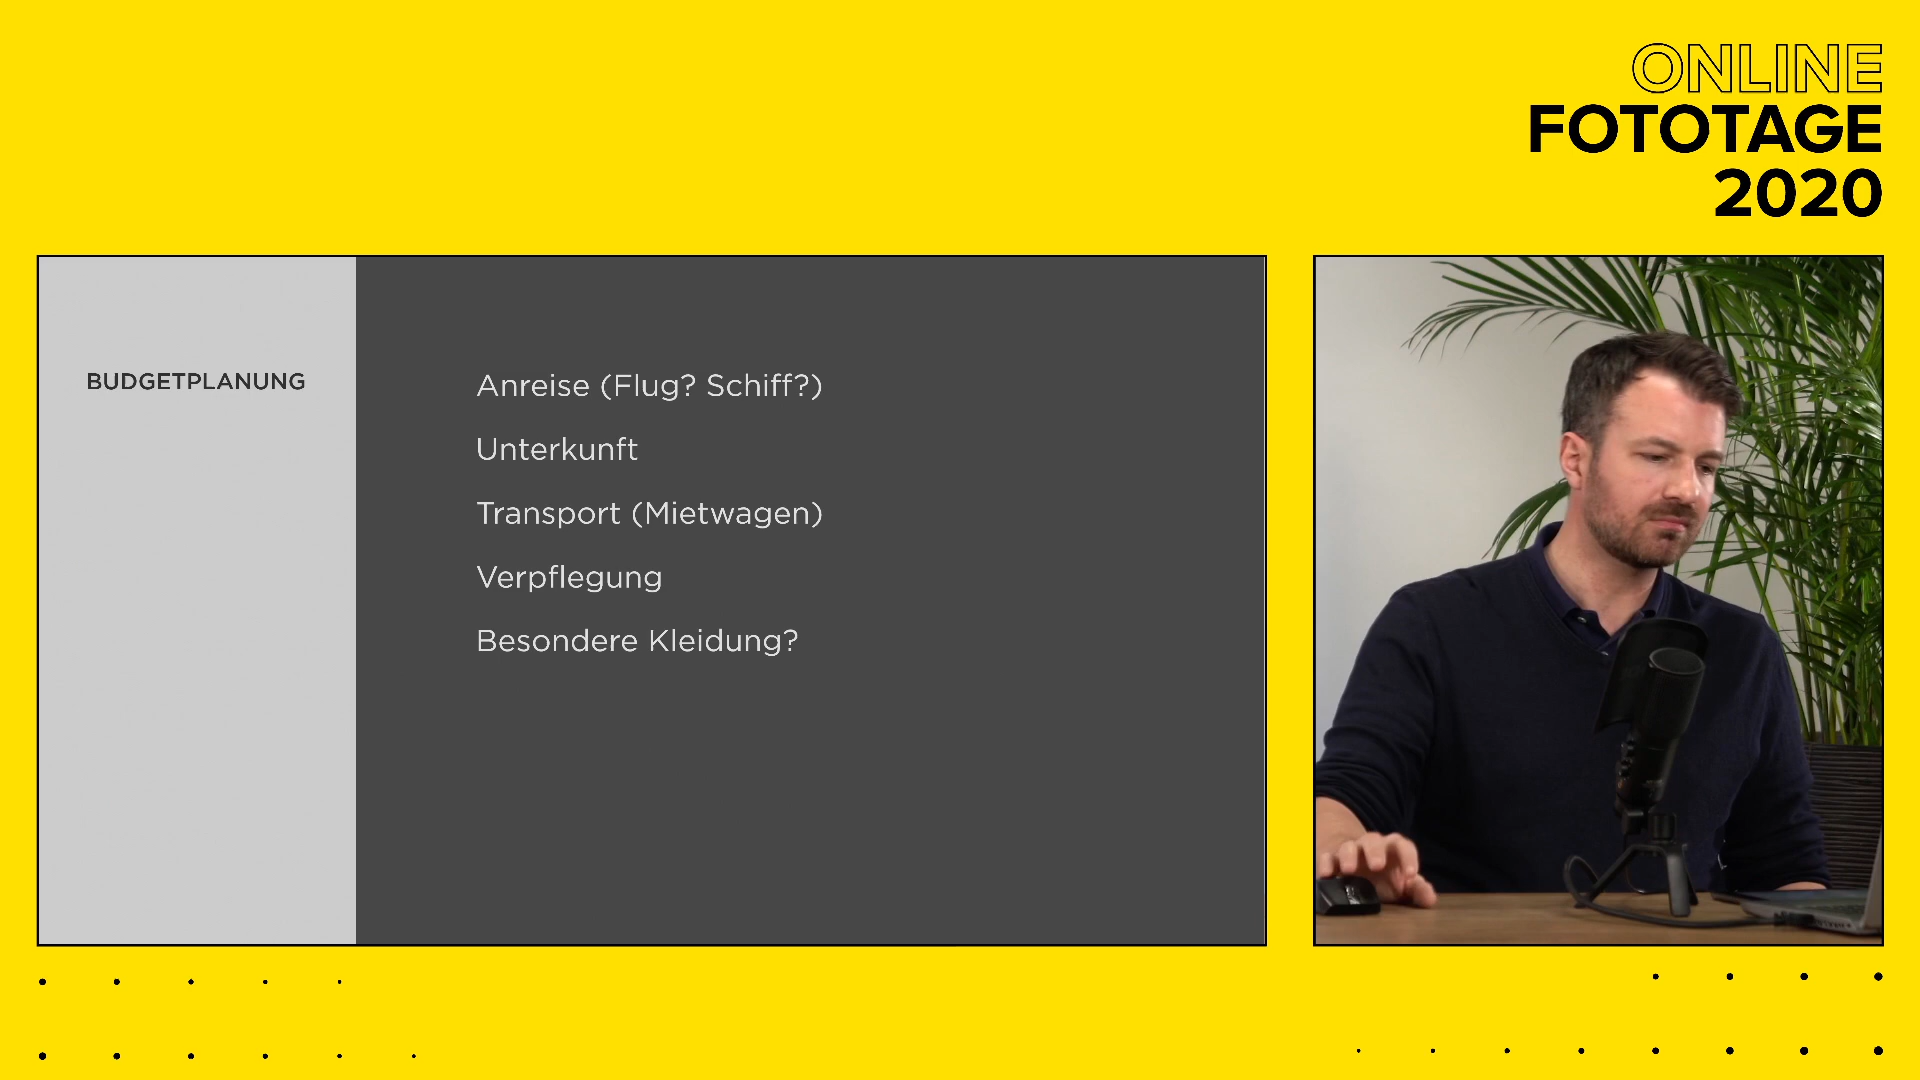 ONLINE
FOTOTAGE
2020
BUDGETPLANUNG
Anreise (Flug? Schiff?)
Unterkunft
Transport (Mietwagen)
Verpflegung
Besondere Kleidung?